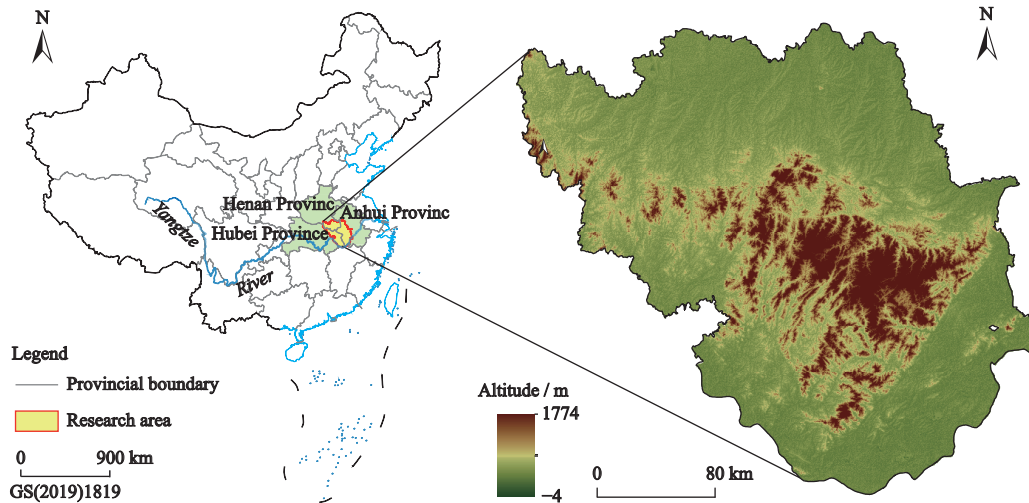 N
N
Henan Provinc
Anhui Provinc
Hubei Province
Yangtze
River
Legend
Provincial boundary
Research area
0 900 km
GS(2019)1819
Altitude / m
1774
−4
0 80 km